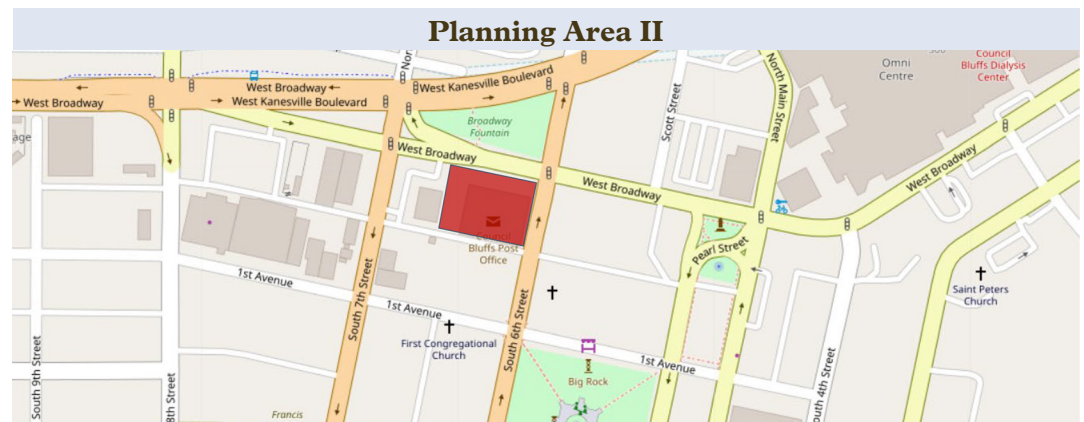 Planning Area II
Council
Bluffs Dialysis
Center
Omni
Centre
North Main Street
West Kanesville Boulevard
West Broadway
West Broadway
West Kanesville Boulevard
Scott Street
Broadway
Fountain
West Broadway
West Broadway
West Broadway
Council
Bluffs Post
Office
Pearl Street
1st Avenue
South 7th Street
Saint Peters
Church
1st Avenue
South 6th Street
First Congregational
Church
1st Avenue
Big Rock
South 9th Street
8th Street
outh 4th Street
Francis